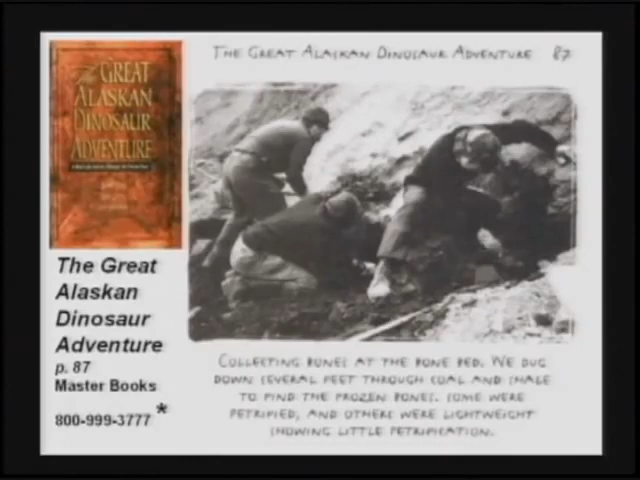 The Great Alaskan Dinosaur Adventure 87
The GREAT
ALASKAN
DINOSAUR
ADVENTURE
The Great
Alaskan
Dinosaur
Adventure
p. 87
Master Books
800-999-3777 *
Collecting bones at the bone bed. We dug
down several feet through coal and shale
to find the frozen bones. Some were
petrified, and others were lightweight
showing little petrification.